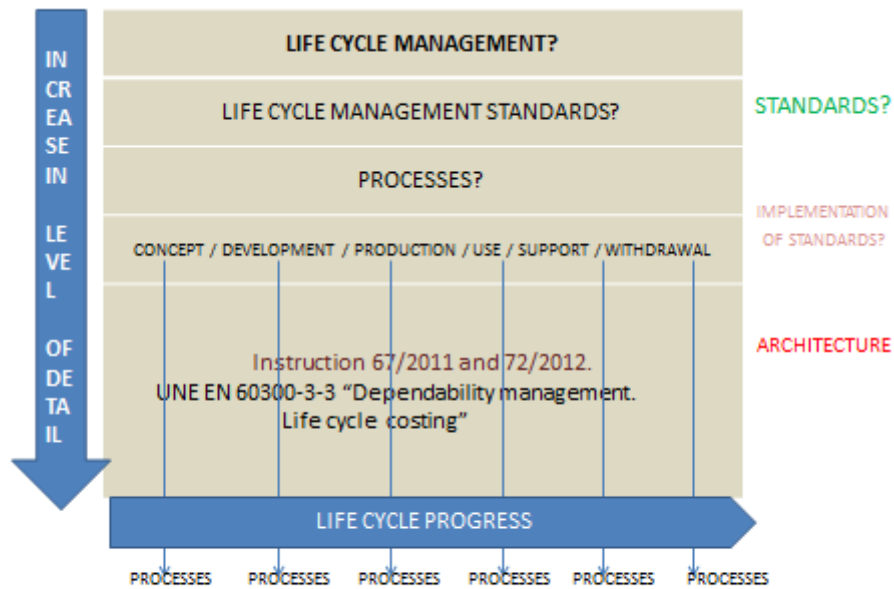 IN
CR
EA
SE
IN
LE
VE
L
OF
DE
TA
IL
LIFE CYCLE MANAGEMENT?
LIFE CYCLE MANAGEMENT STANDARDS?
STANDARDS?
PROCESSES?
IMPLEMENTATION
OF STANDARDS?
CONCEPT / DEVELOPMENT / PRODUCTION / USE / SUPPORT / WITHDRAWAL
ARCHITECTURE
Instruction 67/2011 and 72/2012.
UNE EN 60300-3-3 “Dependability management.
Life cycle costing”
LIFE CYCLE PROGRESS
PROCESSES PROCESSES PROCESSES PROCESSES PROCESSES PROCESSES